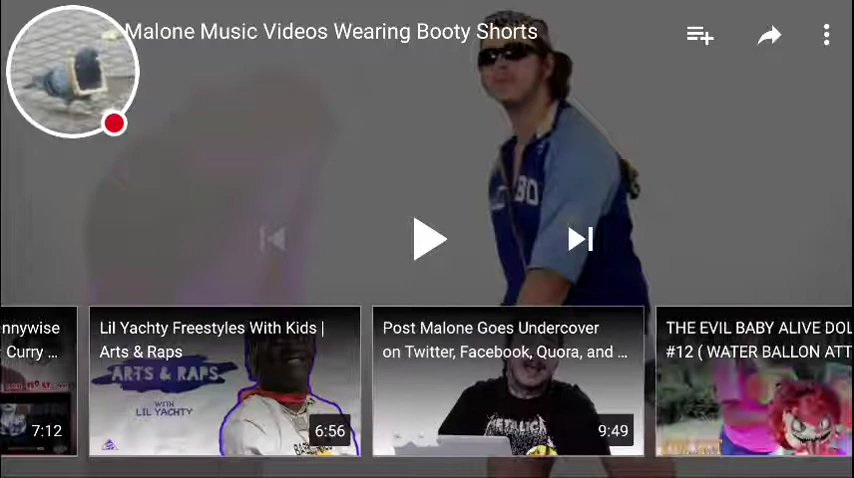 Malone Music Videos Wearing Booty Shorts
BO
nnywise
Curry ...
7:12
Lil Yachty Freestyles With Kids |
Arts & Raps
ARTS & RAPS
WITH
LIL YACHTY
6:56
Post Malone Goes Undercover
on Twitter, Facebook, Quora, and ...
METALLICA
9:49
THE EVIL BABY ALIVE DOL
#12 ( WATER BALLON ATT